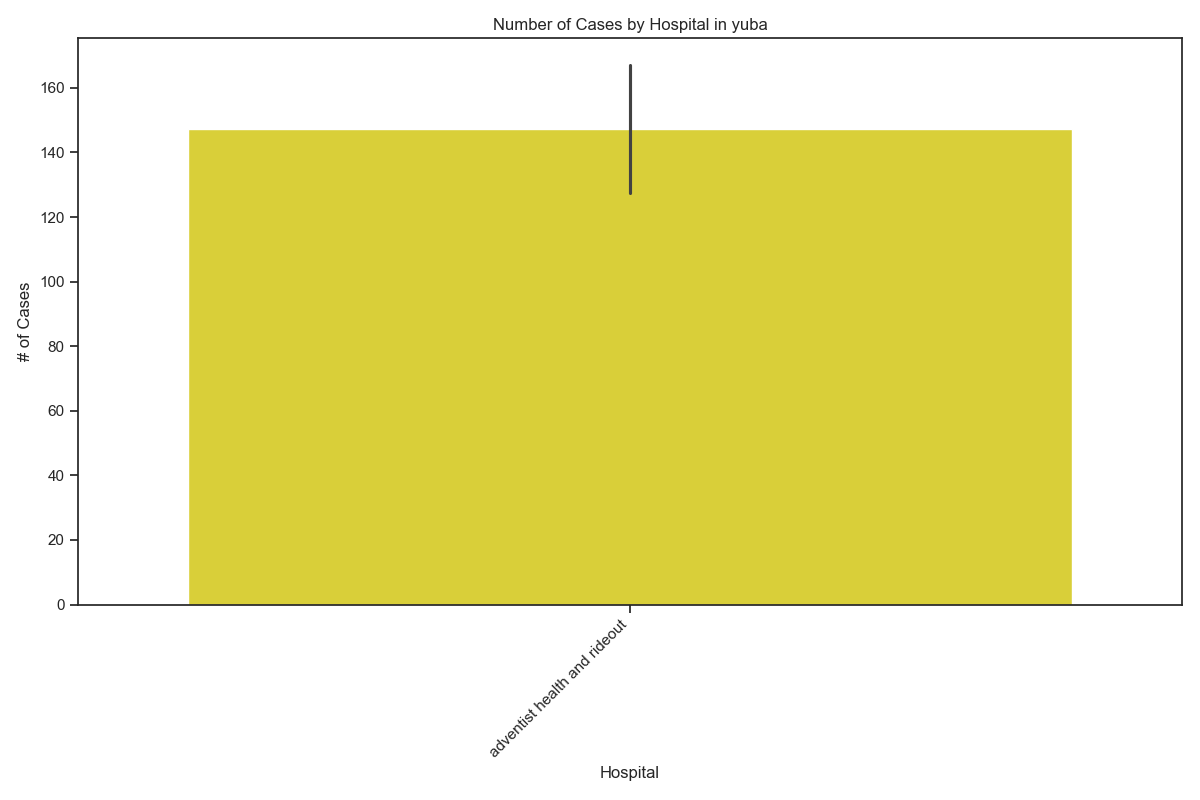 Number of Cases by Hospital in yuba
# of Cases
160
140
120
100
80
60
40
20
0
adventist health and rideout
Hospital